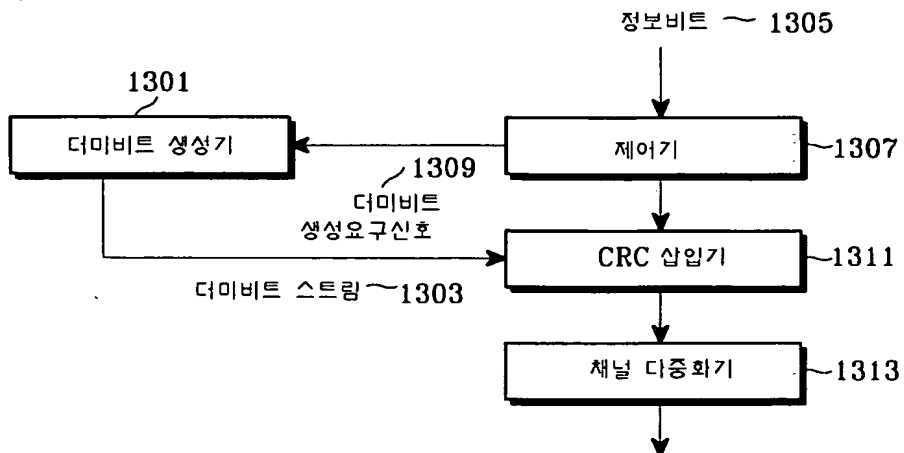 정보비트 ~ 1305
1301
더미비트 생성기
제어기
1307
1309
더미비트
생성요구신호
CRC 삽입기
1311
더미비트 스트림 ~ 1303
채널 다중화기
1313